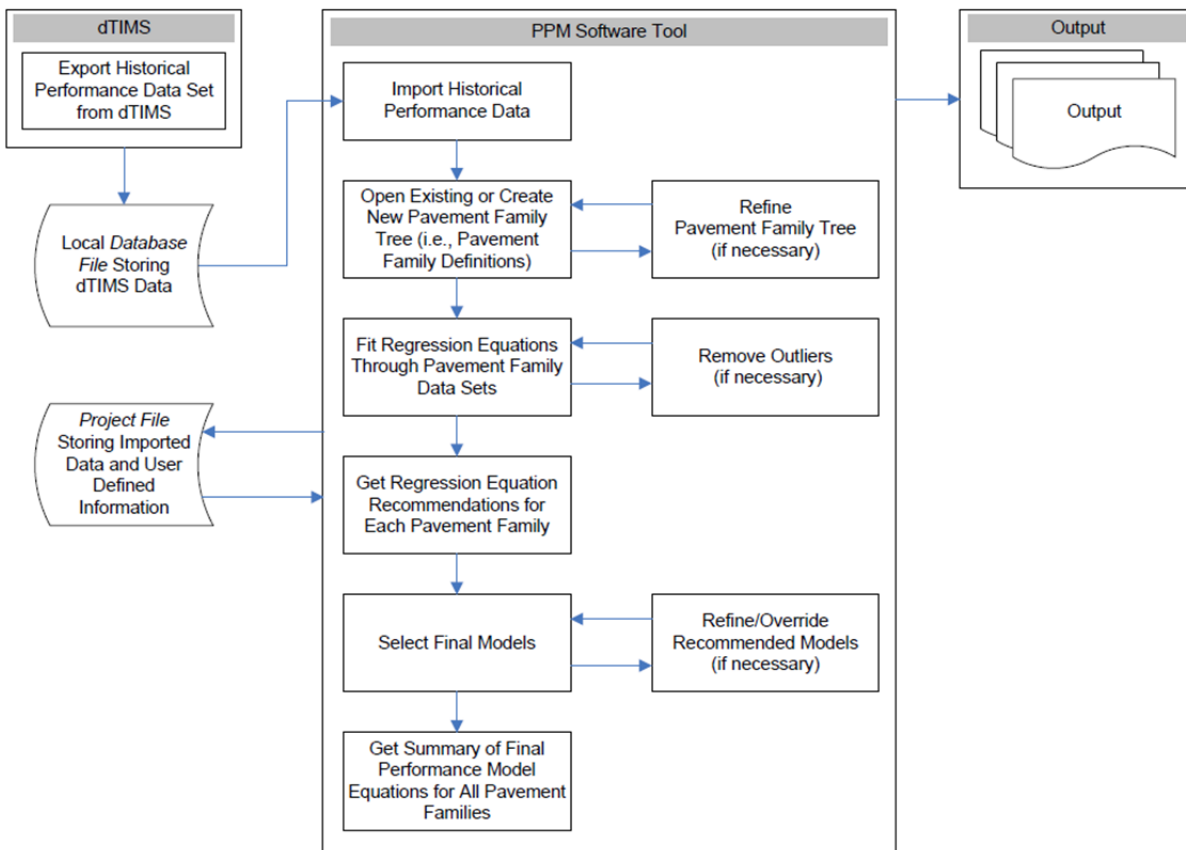 dTIMS
Export Historical
Performance Data Set
from dTIMS
Local Database
File Storing
dTIMS Data
Project File
Storing Imported
Data and User
Defined
Information
PPM Software Tool
Import Historical
Performance Data
Open Existing or Create
New Pavement Family
Tree (i.e., Pavement
Family Definitions)
Refine
Pavement Family Tree
(if necessary)
Fit Regression Equations
Through Pavement Family
Data Sets
Remove Outliers
(if necessary)
Get Regression Equation
Recommendations for
Each Pavement Family
Select Final Models
Refine/Override
Recommended Models
(if necessary)
Get Summary of Final
Performance Model
Equations for All Pavement
Families
Output
Output